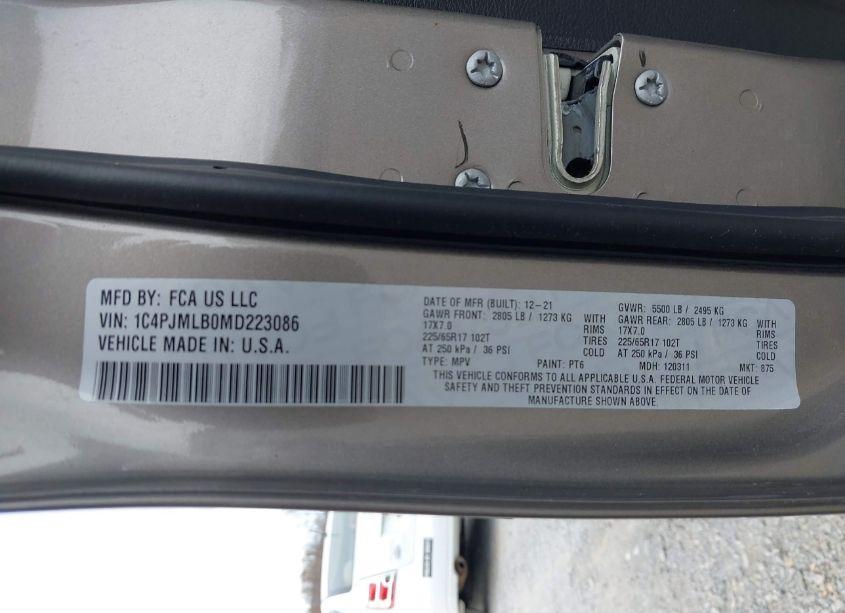 MFD BY: FCA US LLC
VIN: 1C4PJMLB0MD223086
VEHICLE MADE IN: U.S.A.
DATE OF MFR (BUILT): 12-21
GVWR: 5500 LB / 2495 KG
GAWR FRONT: 2805 LB / 1273 KG WITH
GAWR REAR: 2805 LB / 1273 KG WITH
17X7.0 RIMS
17X7.0 RIMS
225/65R17 102T TIRES
225/65R17 102T TIRES
AT 250 kPa / 36 PSI COLD
AT 250 kPa / 36 PSI COLD
TYPE: MPV PAINT: PT6 MDH: 120311 MKT: 875
THIS VEHICLE CONFORMS TO ALL APPLICABLE U.S.A. FEDERAL MOTOR VEHICLE
SAFETY AND THEFT PREVENTION STANDARDS IN EFFECT ON THE DATE OF
MANUFACTURE SHOWN ABOVE.